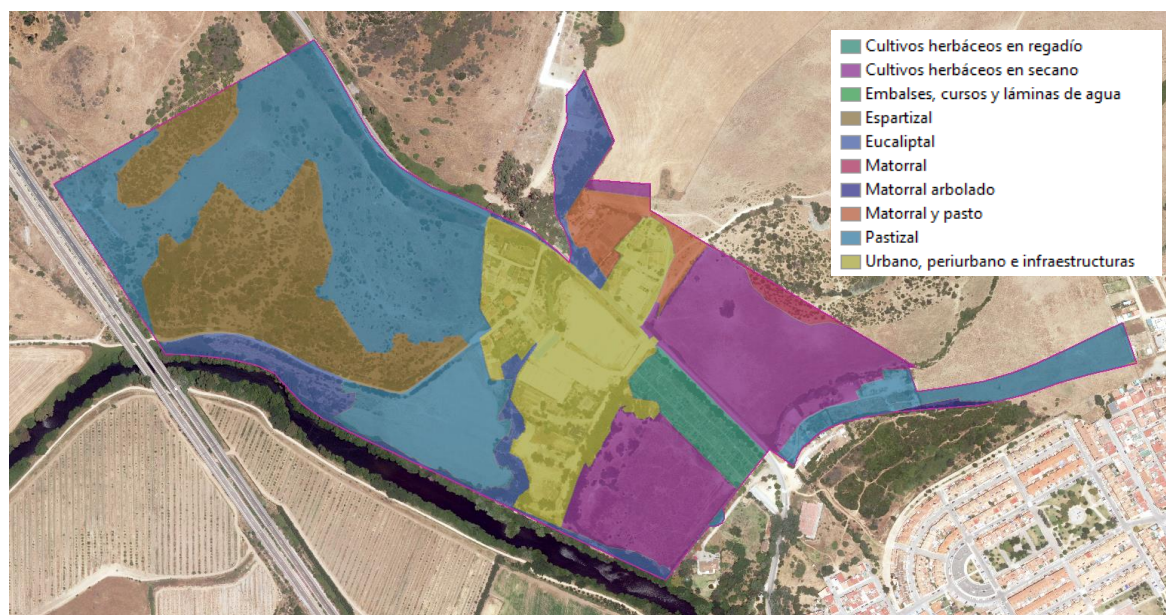 Cultivos herbáceos en regadío
Cultivos herbáceos en secano
Embalses, cursos y láminas de agua
Espartizal
Eucaliptal
Matorral
Matorral arbolado
Matorral y pasto
Pastizal
Urbano, periurbano e infraestructuras